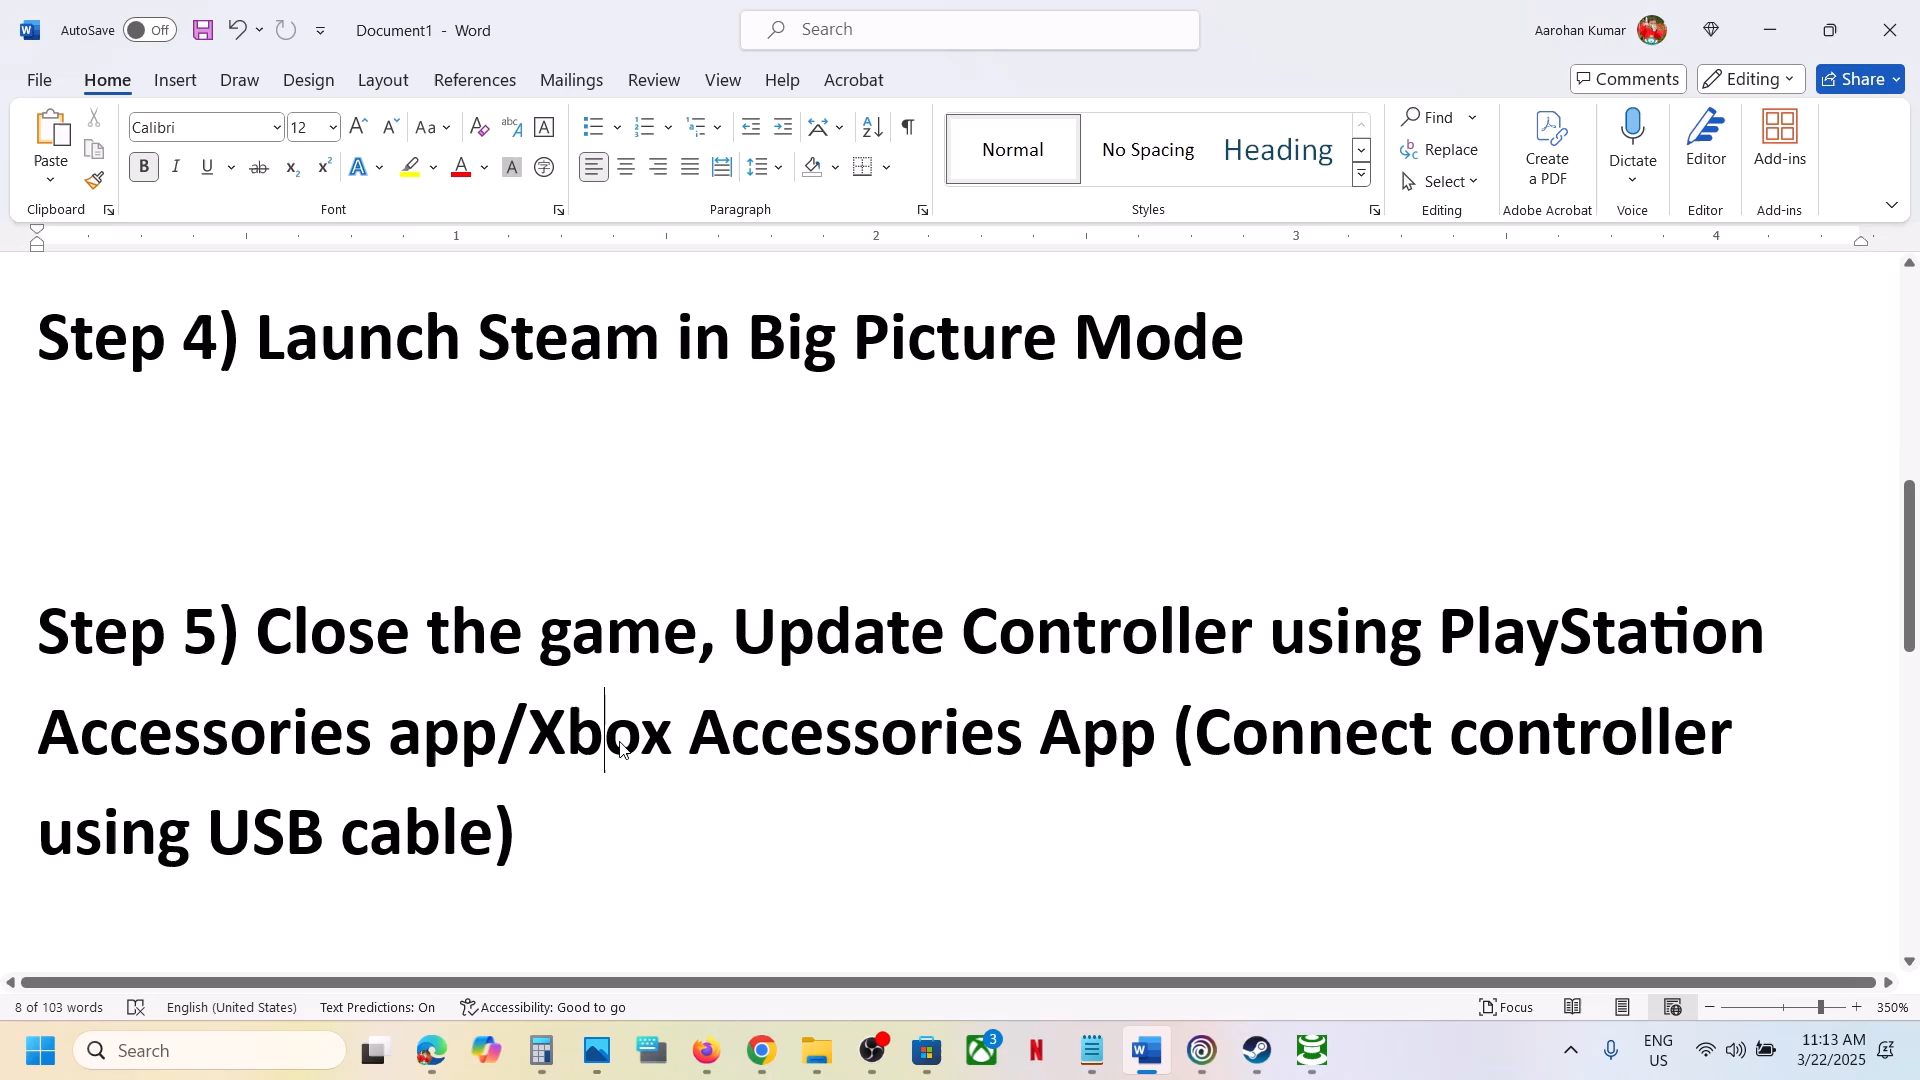 AutoSave Off Document1 - Word Search Aarohan Kumar
File Home Insert Draw Design Layout References Mailings Review View Help Acrobat Comments Editing Share
Paste
Clipboard
Calibri 12
Font
Paragraph
Normal No Spacing Heading
Styles
Find
Replace
Select
Editing
Create
a PDF
Adobe Acrobat
Dictate
Voice
Editor
Editor
Add-ins
Add-ins
1 2 3 4
Step 4) Launch Steam in Big Picture Mode
Step 5) Close the game, Update Controller using PlayStation
Accessories app/Xbox Accessories App (Connect controller
using USB cable)
8 of 103 words English (United States) Text Predictions: On Accessibility: Good to go Focus 350%
Search 3 ENG
US
11:13 AM
3/22/2025